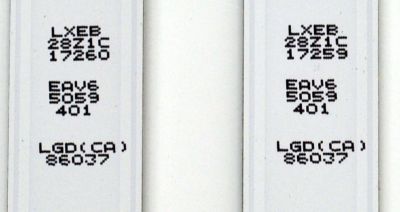 LXEB
28Z1C
17260
EAV6
5059
401
LGD(CA)
86037
LXEB
28Z1C
17259
EAV6
5059
401
LGD(CA)
86037